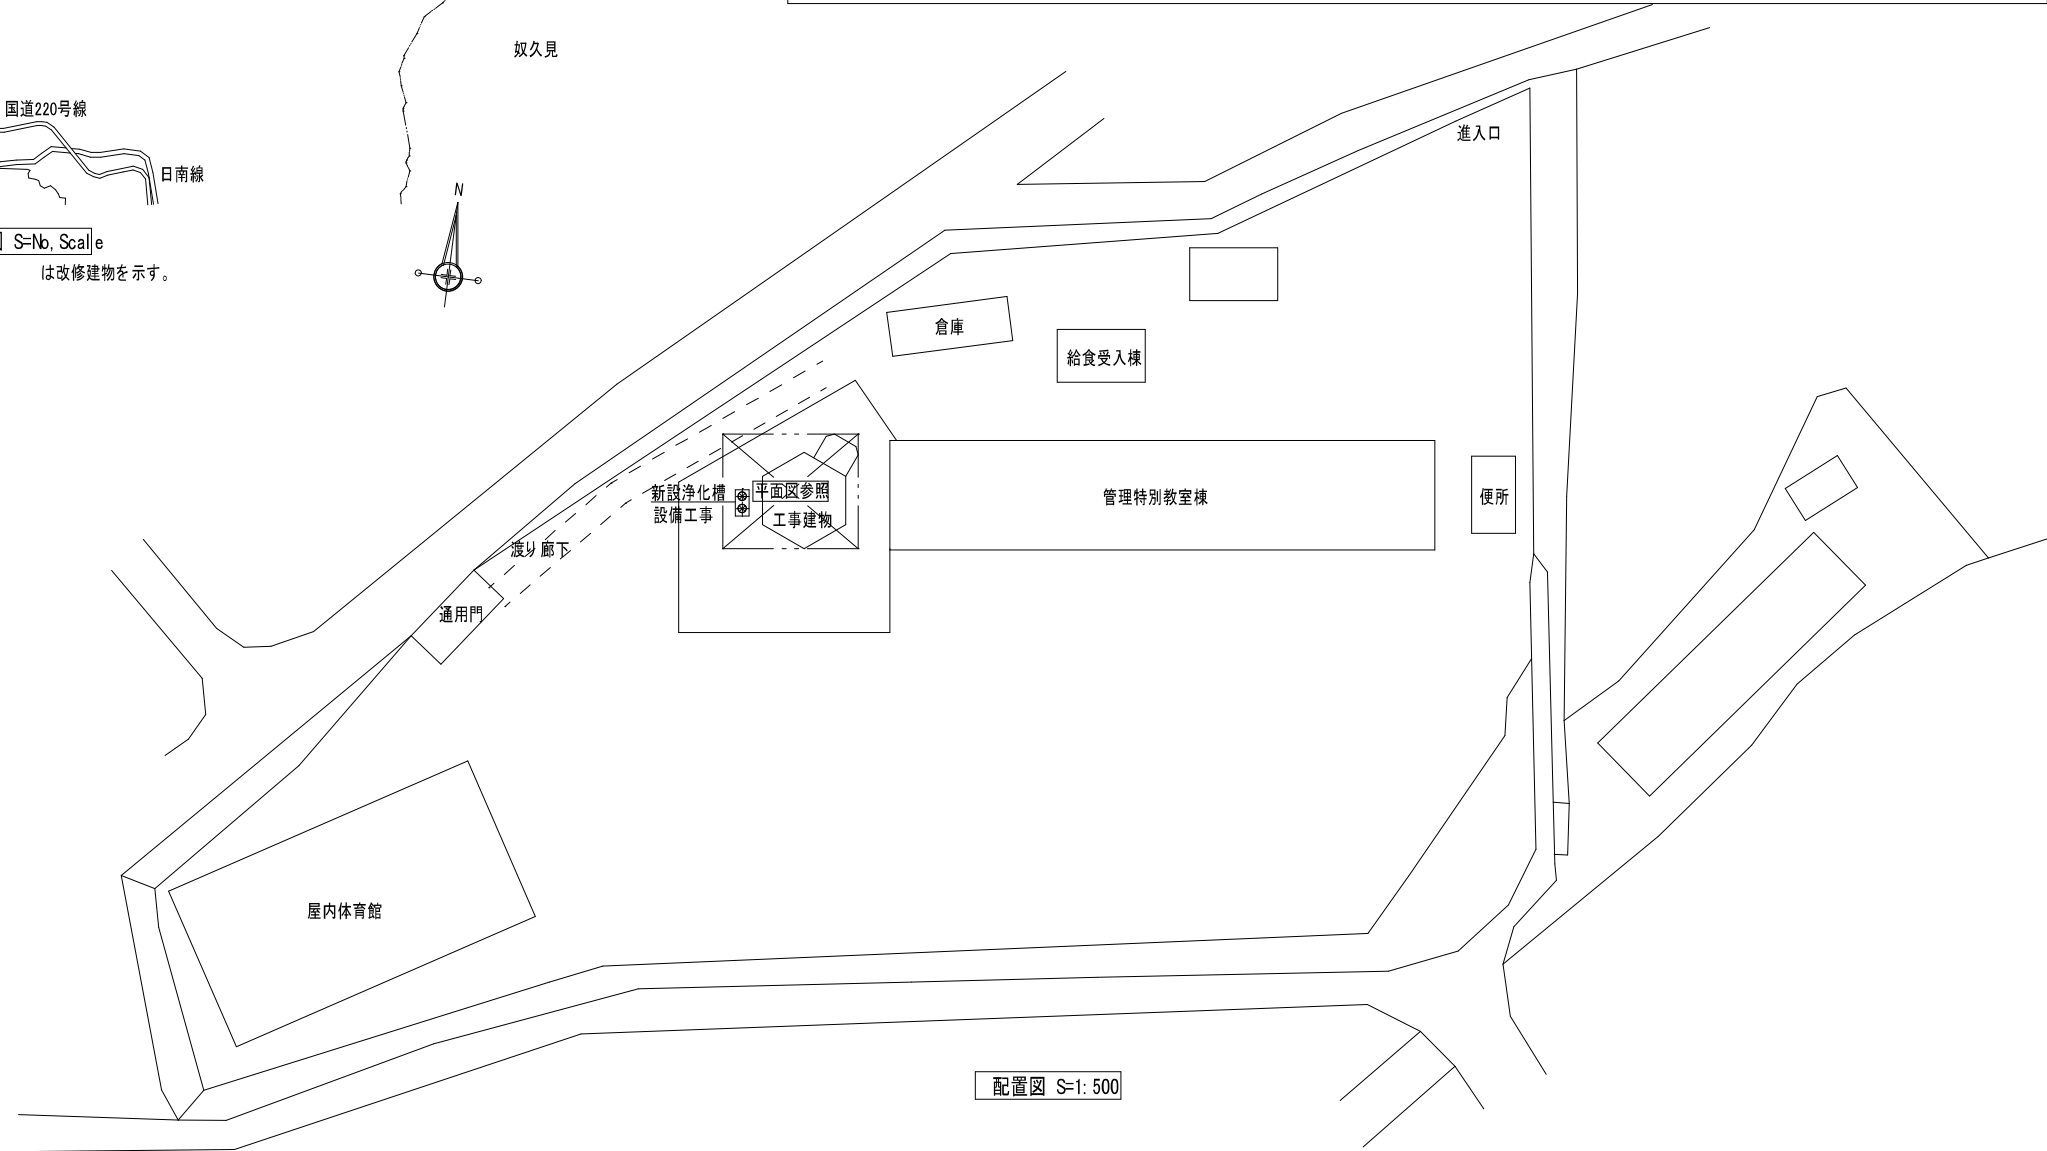 奴久見
国道220号線
日南線
S=No,Scale
は改修建物を示す。
N
進入口
倉庫
給食受入棟
新設浄化槽
設備工事
平面図参照
工事建物
管理特別教室棟
便所
渡り廊下
通用門
屋内体育館
配置図 S=1:500